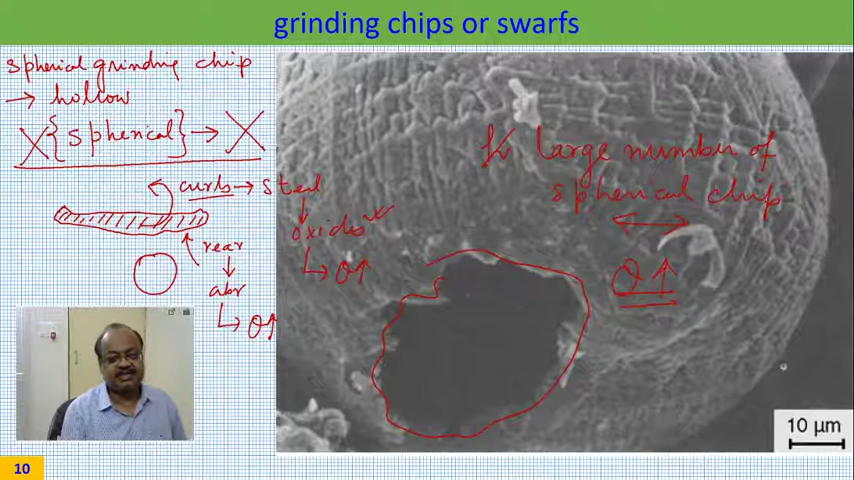 grinding chips or swarfs
spherical grinding chip
→ hollow
X { spherical } → X
curls → steel
oxides
↳ θ↑
rear
↓
abr
↳ θ↑
large number of
spherical chip
θ↑
10 µm
10